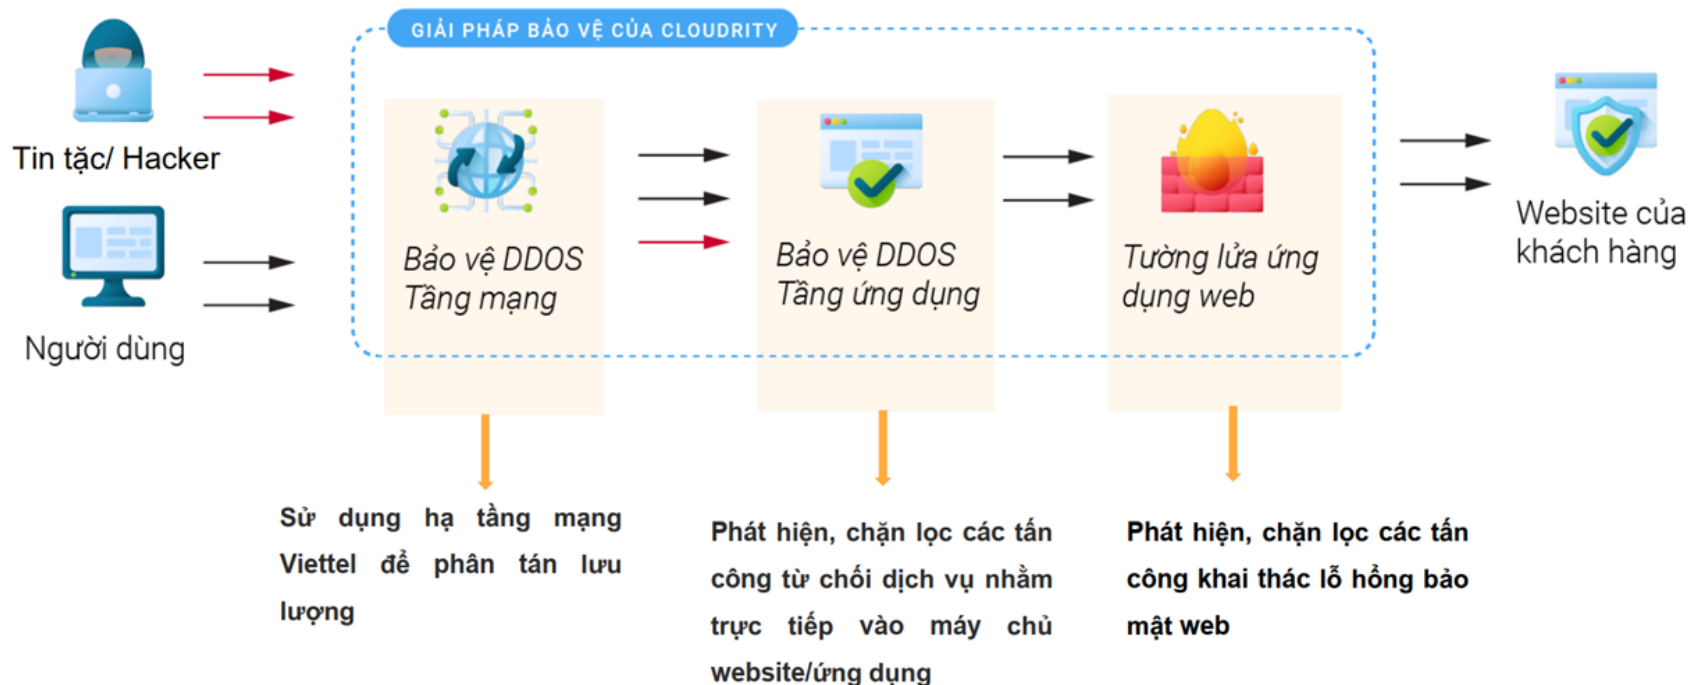 GIẢI PHÁP BẢO VỆ CỦA CLOUDRITY
Tin tặc/ Hacker
Người dùng
Bảo vệ DDOS
Tầng mạng
Bảo vệ DDOS
Tầng ứng dụng
Tường lửa ứng
dụng web
Website của
khách hàng
Sử dụng hạ tầng mạng
Viettel để phân tán lưu
lượng
Phát hiện, chặn lọc các tấn
công từ chối dịch vụ nhằm
trực tiếp vào máy chủ
website/ứng dụng
Phát hiện, chặn lọc các tấn
công khai thác lỗ hổng bảo
mật web